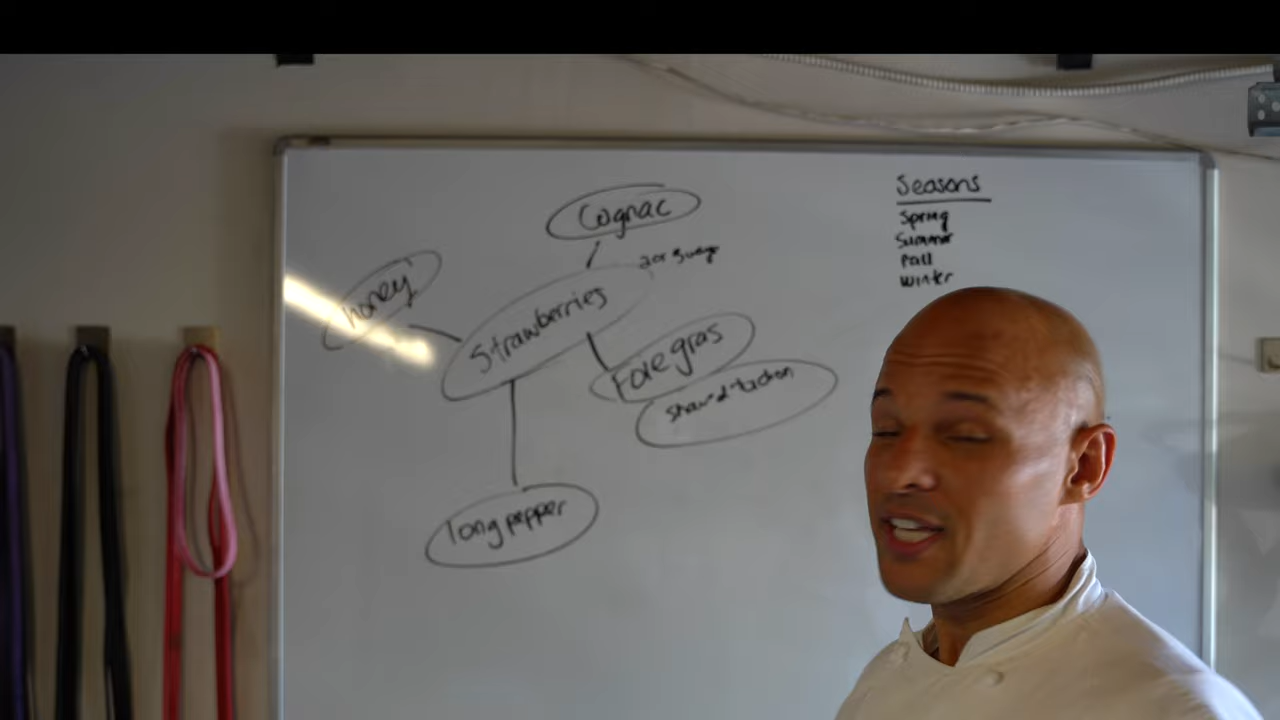 Cognac
honey
Strawberries
Foie gras
long pepper
Seasons
Spring
Summer
Fall
Winter